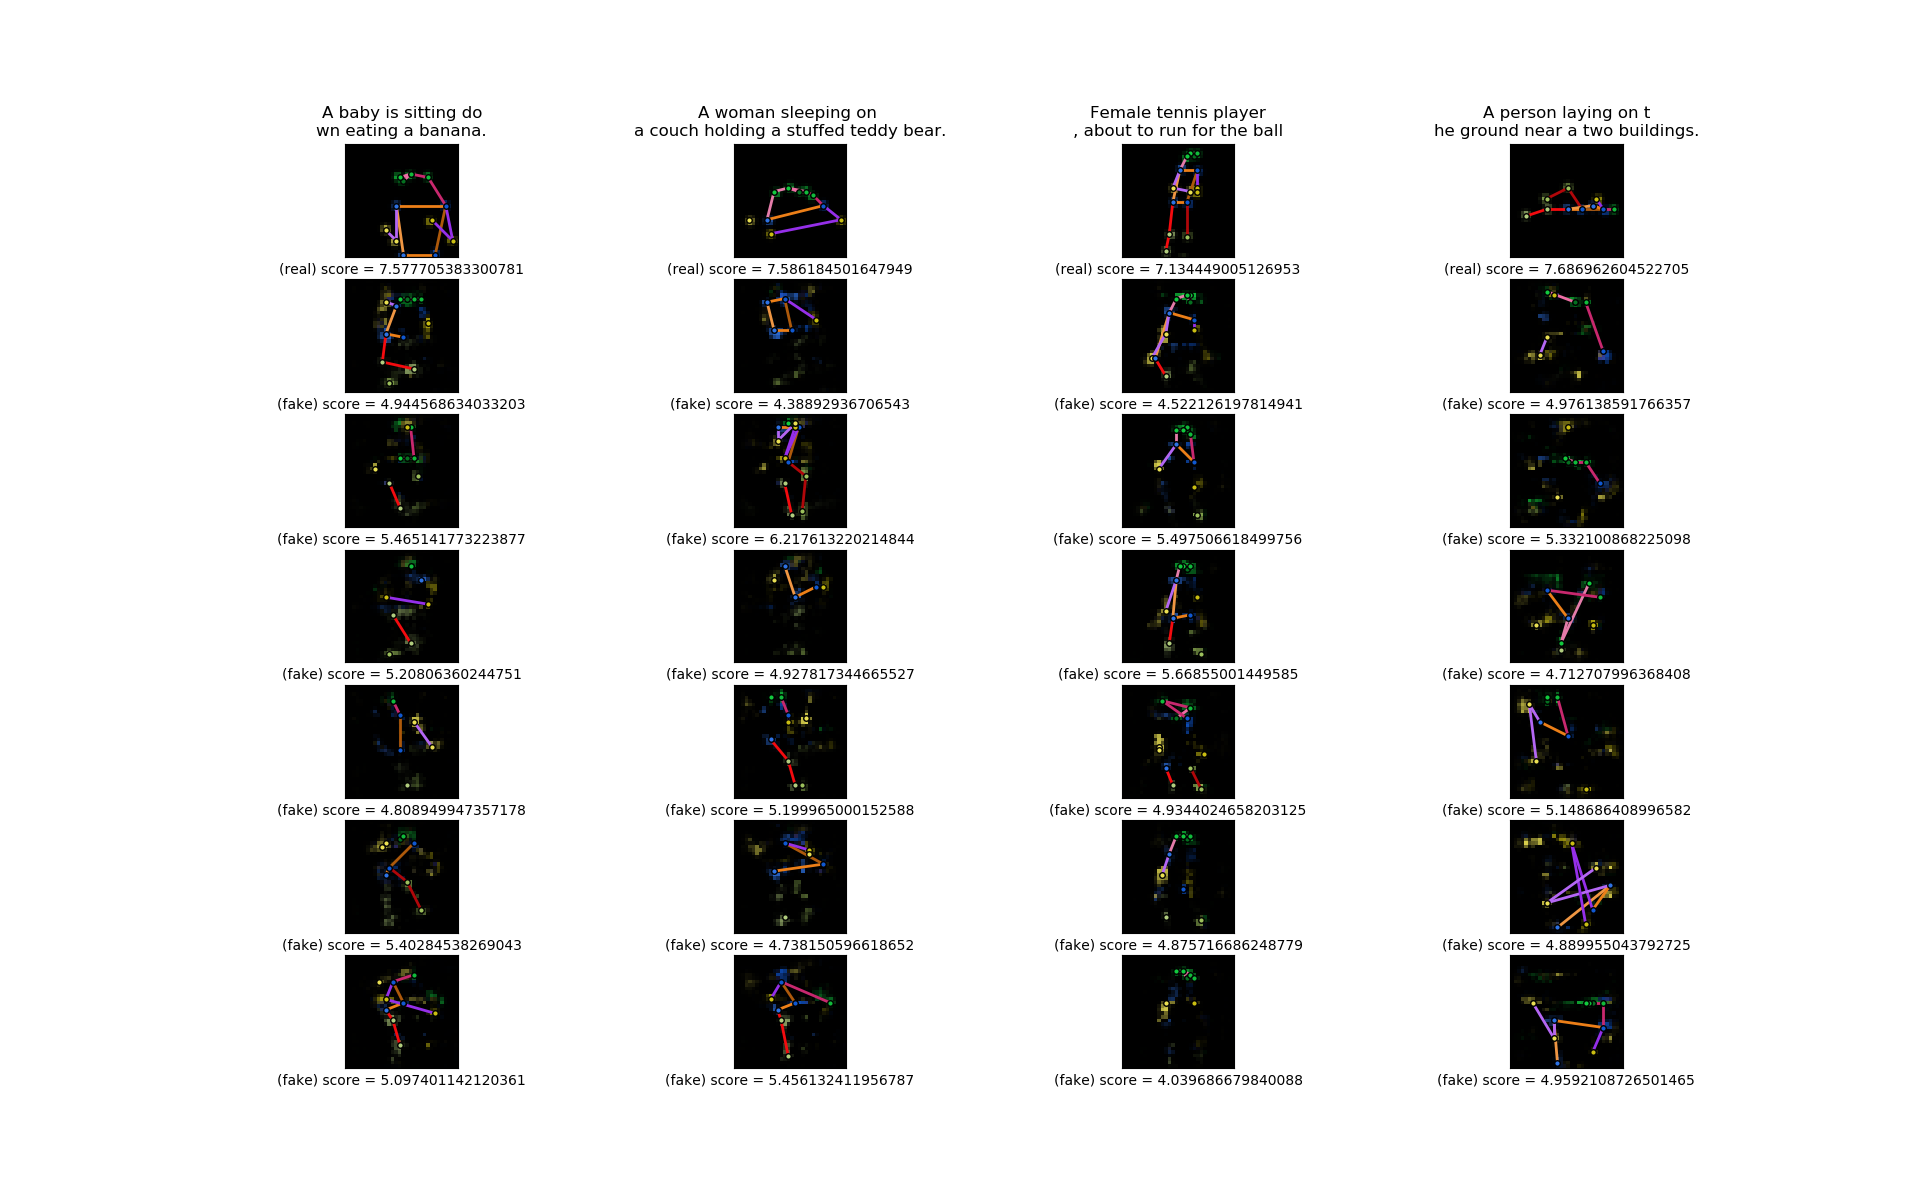 A baby is sitting do
wn eating a banana.
A woman sleeping on
a couch holding a stuffed teddy bear.
Female tennis player
, about to run for the ball
A person laying on t
he ground near a two buildings.
(real) score = 7.577705383300781
(real) score = 7.586184501647949
(real) score = 7.134449005126953
(real) score = 7.686962604522705
(fake) score = 4.944568634033203
(fake) score = 4.38892936706543
(fake) score = 4.522126197814941
(fake) score = 4.976138591766357
(fake) score = 5.465141773223877
(fake) score = 6.217613220214844
(fake) score = 5.497506618499756
(fake) score = 5.332100868225098
(fake) score = 5.20806360244751
(fake) score = 4.927817344665527
(fake) score = 5.66855001449585
(fake) score = 4.712707996368408
(fake) score = 4.808949947357178
(fake) score = 5.199965000152588
(fake) score = 4.9344024658203125
(fake) score = 5.148686408996582
(fake) score = 5.40284538269043
(fake) score = 4.738150596618652
(fake) score = 4.875716686248779
(fake) score = 4.889955043792725
(fake) score = 5.097401142120361
(fake) score = 5.456132411956787
(fake) score = 4.039686679840088
(fake) score = 4.9592108726501465